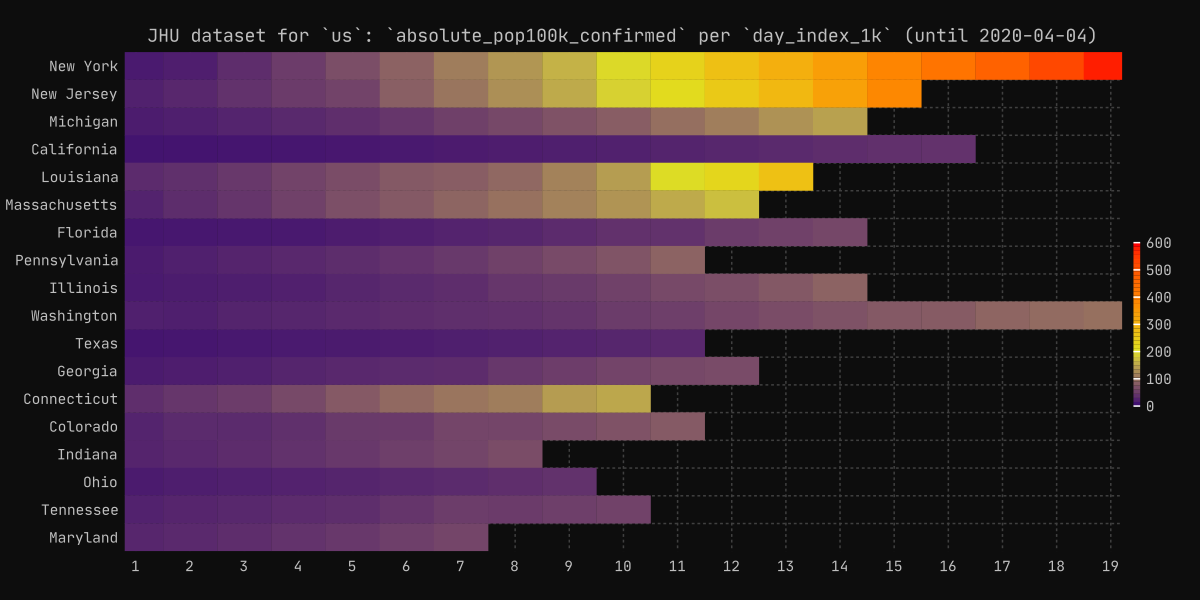 JHU dataset for `us`: `absolute_pop100k_confirmed` per `day_index_1k` (until 2020-04-04)
New York
New Jersey
Michigan
California
Louisiana
Massachusetts
Florida
Pennsylvania
Illinois
Washington
Texas
Georgia
Connecticut
Colorado
Indiana
Ohio
Tennessee
Maryland
1 2 3 4 5 6 7 8 9 10 11 12 13 14 15 16 17 18 19
600
500
400
300
200
100
0